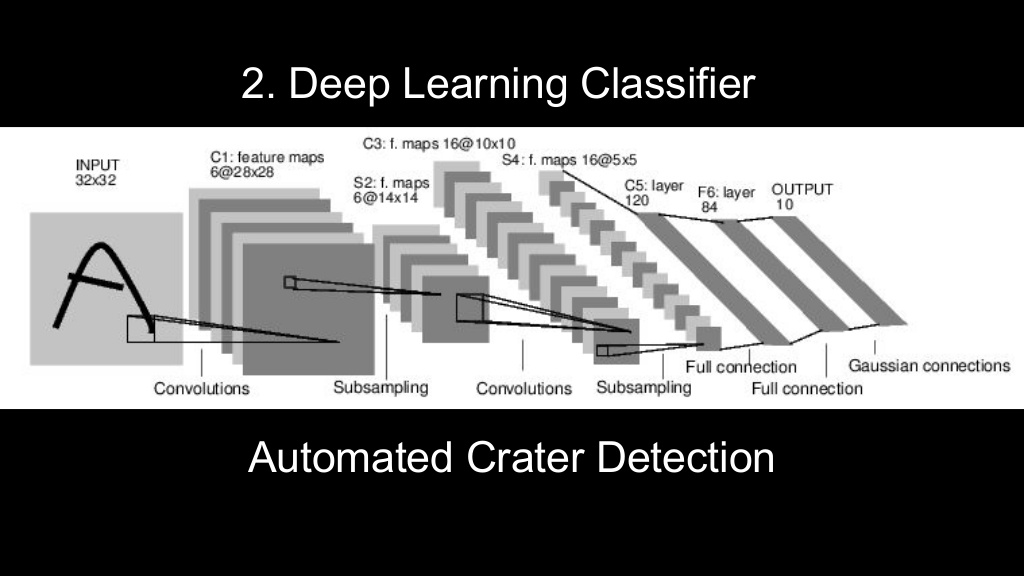 2. Deep Learning Classifier
INPUT
32x32
C1: feature maps
6@28x28
S2: f. maps
6@14x14
C3: f. maps 16@10x10
S4: f. maps 16@5x5
C5: layer
120
F6: layer
84
OUTPUT
10
A
Convolutions
Subsampling
Convolutions
Subsampling
Full connection
Full connection
Gaussian connections
Automated Crater Detection